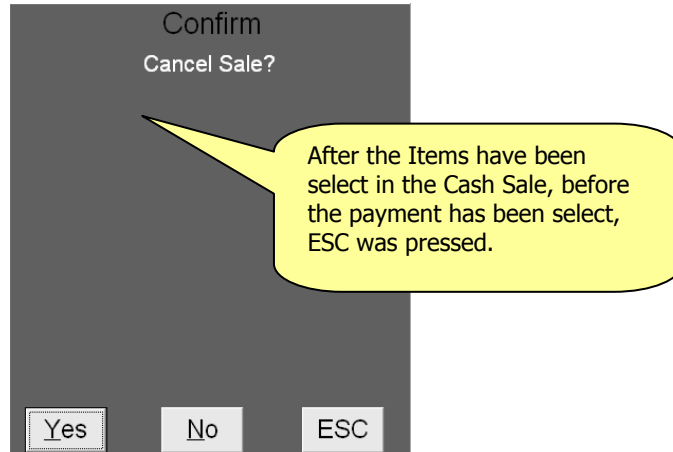 Confirm
Cancel Sale?
After the Items have been
select in the Cash Sale, before
the payment has been select,
ESC was pressed.
Yes No ESC